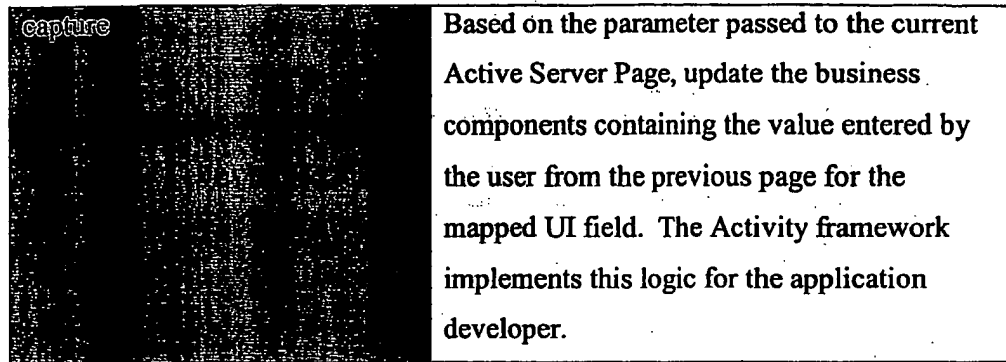 capture
Based on the parameter passed to the current
Active Server Page, update the business
components containing the value entered by
the user from the previous page for the
mapped UI field. The Activity framework
implements this logic for the application
developer.